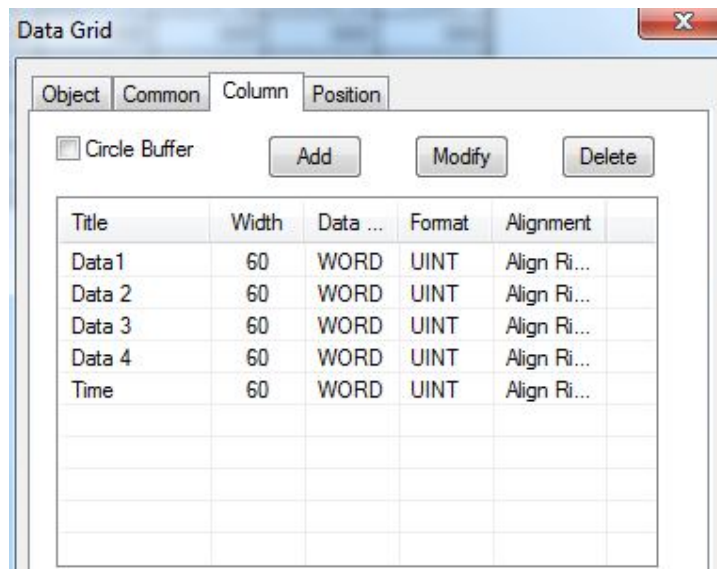 Data Grid
Object Common Column Position
Circle Buffer Add Modify Delete
Title Width Data ... Format Alignment
Data1 60 WORD UINT Align Ri...
Data 2 60 WORD UINT Align Ri...
Data 3 60 WORD UINT Align Ri...
Data 4 60 WORD UINT Align Ri...
Time 60 WORD UINT Align Ri...